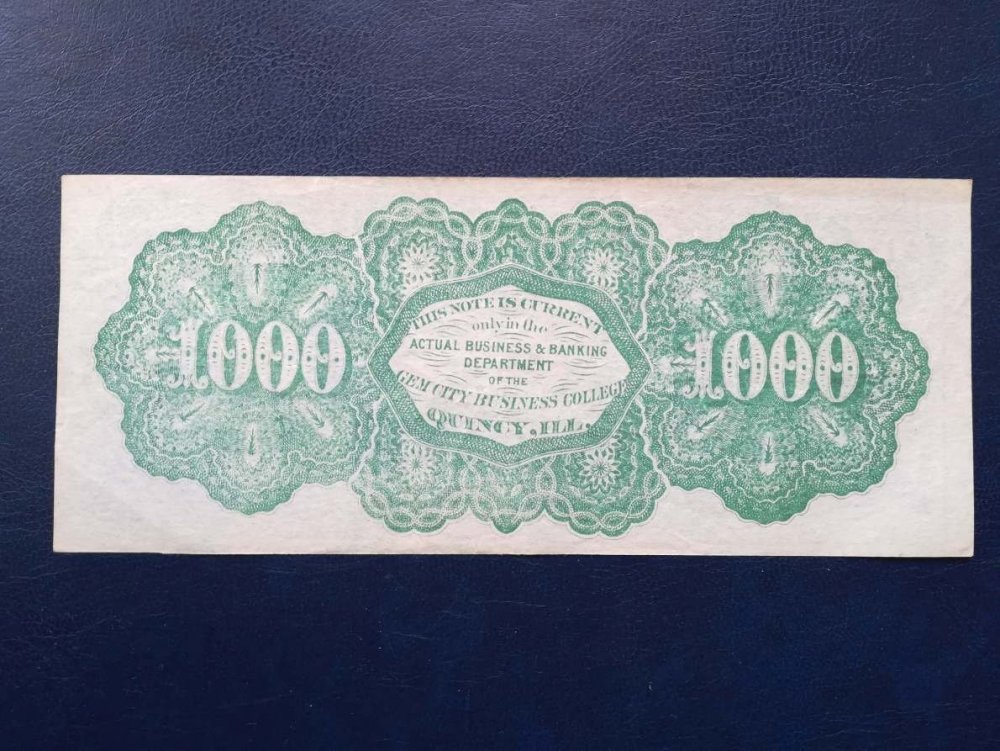 1000
THIS NOTE IS CURRENT
only in the
ACTUAL BUSINESS & BANKING
DEPARTMENT
OF THE
GEM CITY BUSINESS COLLEGE
QUINCY, ILL.
1000